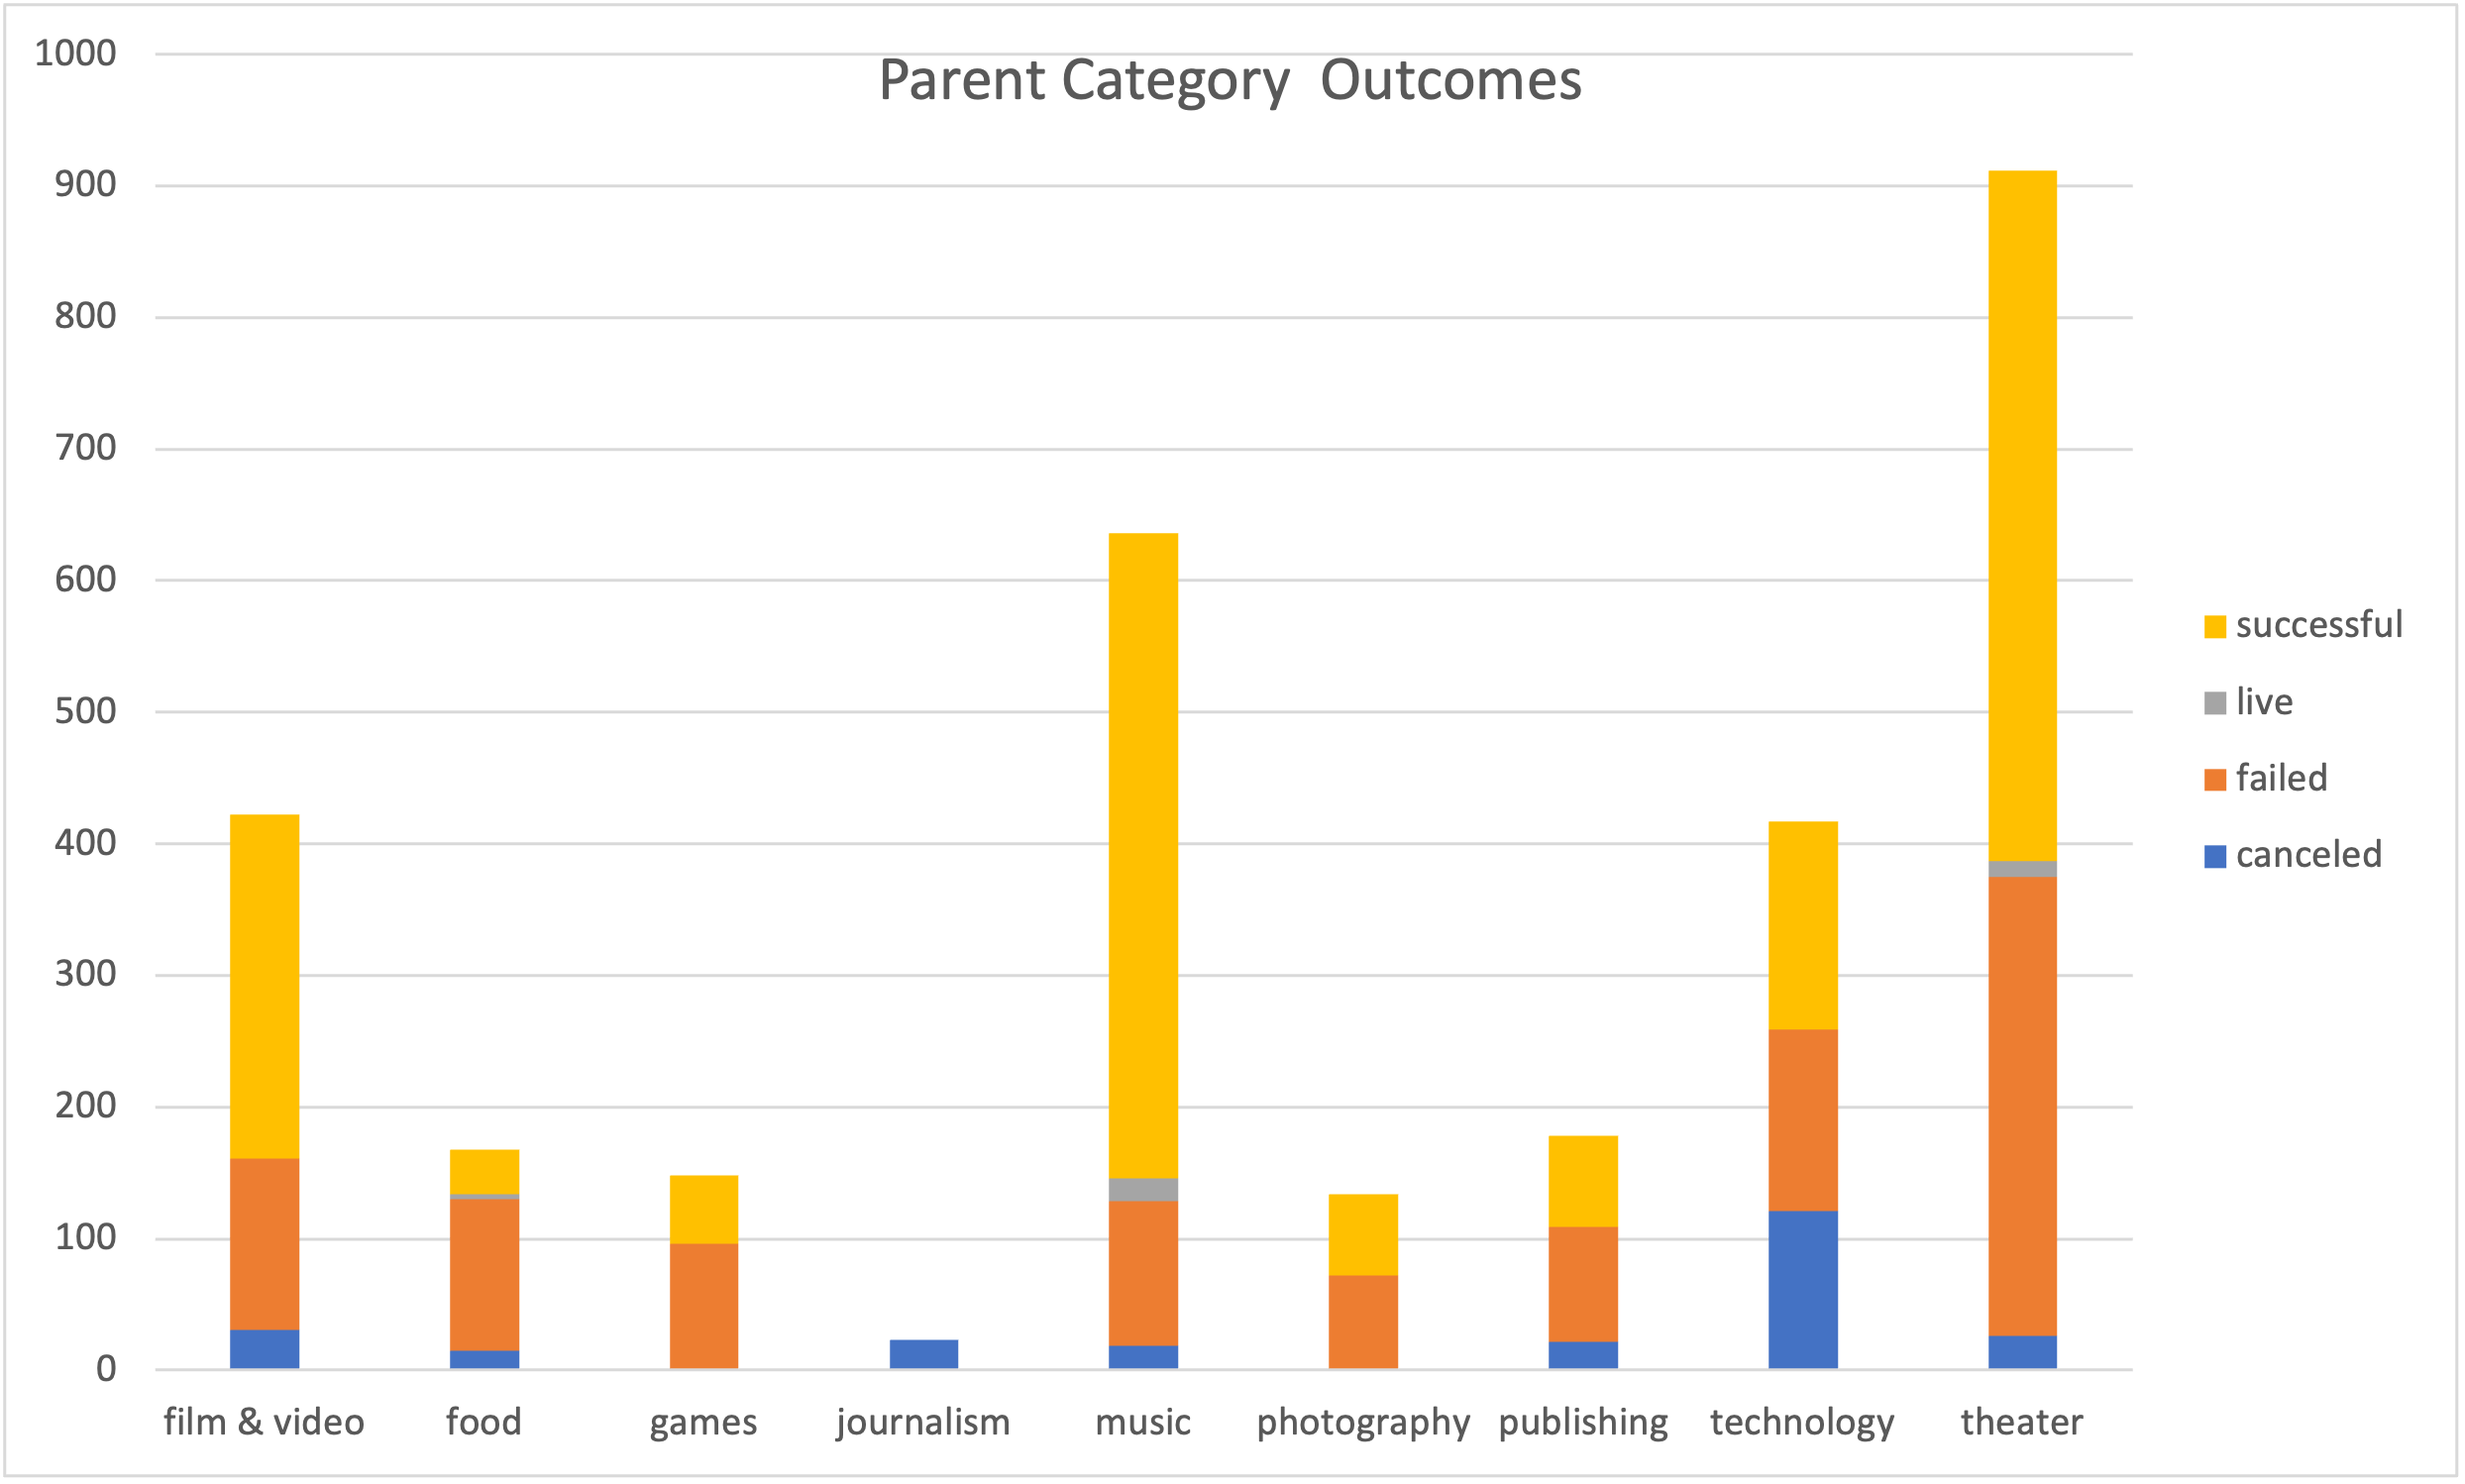 Parent Category Outcomes
1000
900
800
700
600
500
400
300
200
100
0
film & video food games journalism music photography publishing technology theater
successful
live
failed
canceled